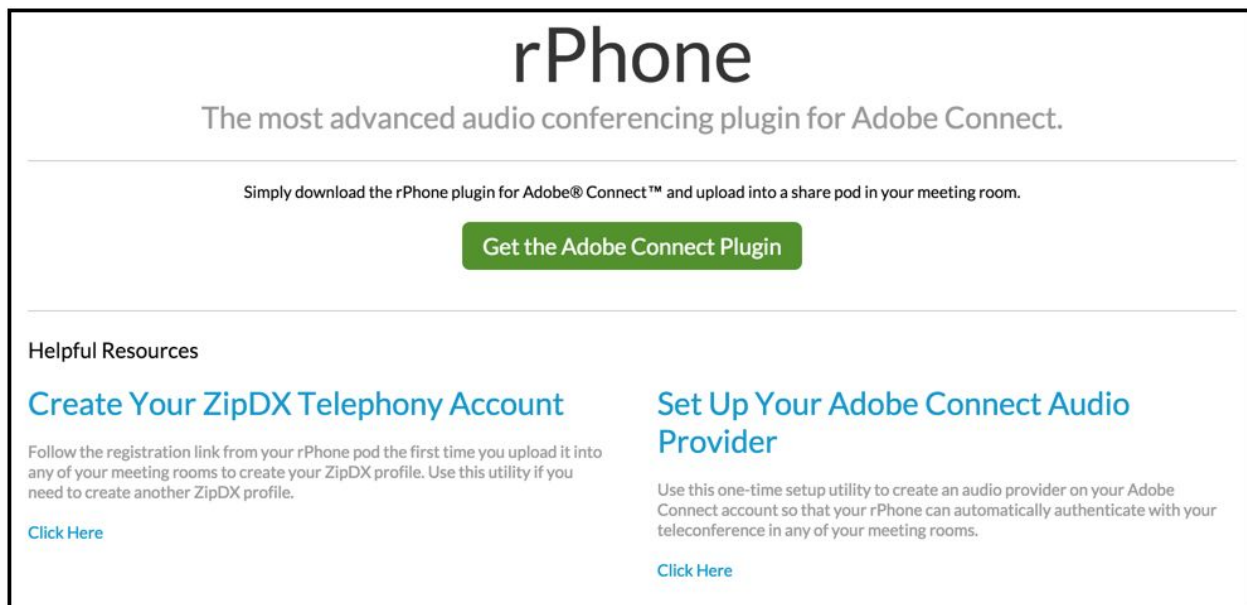 rPhone
The most advanced audio conferencing plugin for Adobe Connect.
Simply download the rPhone plugin for Adobe® Connect™ and upload into a share pod in your meeting room.
Get the Adobe Connect Plugin
Helpful Resources
Create Your ZipDX Telephony Account
Follow the registration link from your rPhone pod the first time you upload it into
any of your meeting rooms to create your ZipDX profile. Use this utility if you
need to create another ZipDX profile.
Click Here
Set Up Your Adobe Connect Audio
Provider
Use this one-time setup utility to create an audio provider on your Adobe
Connect account so that your rPhone can automatically authenticate with your
teleconference in any of your meeting rooms.
Click Here